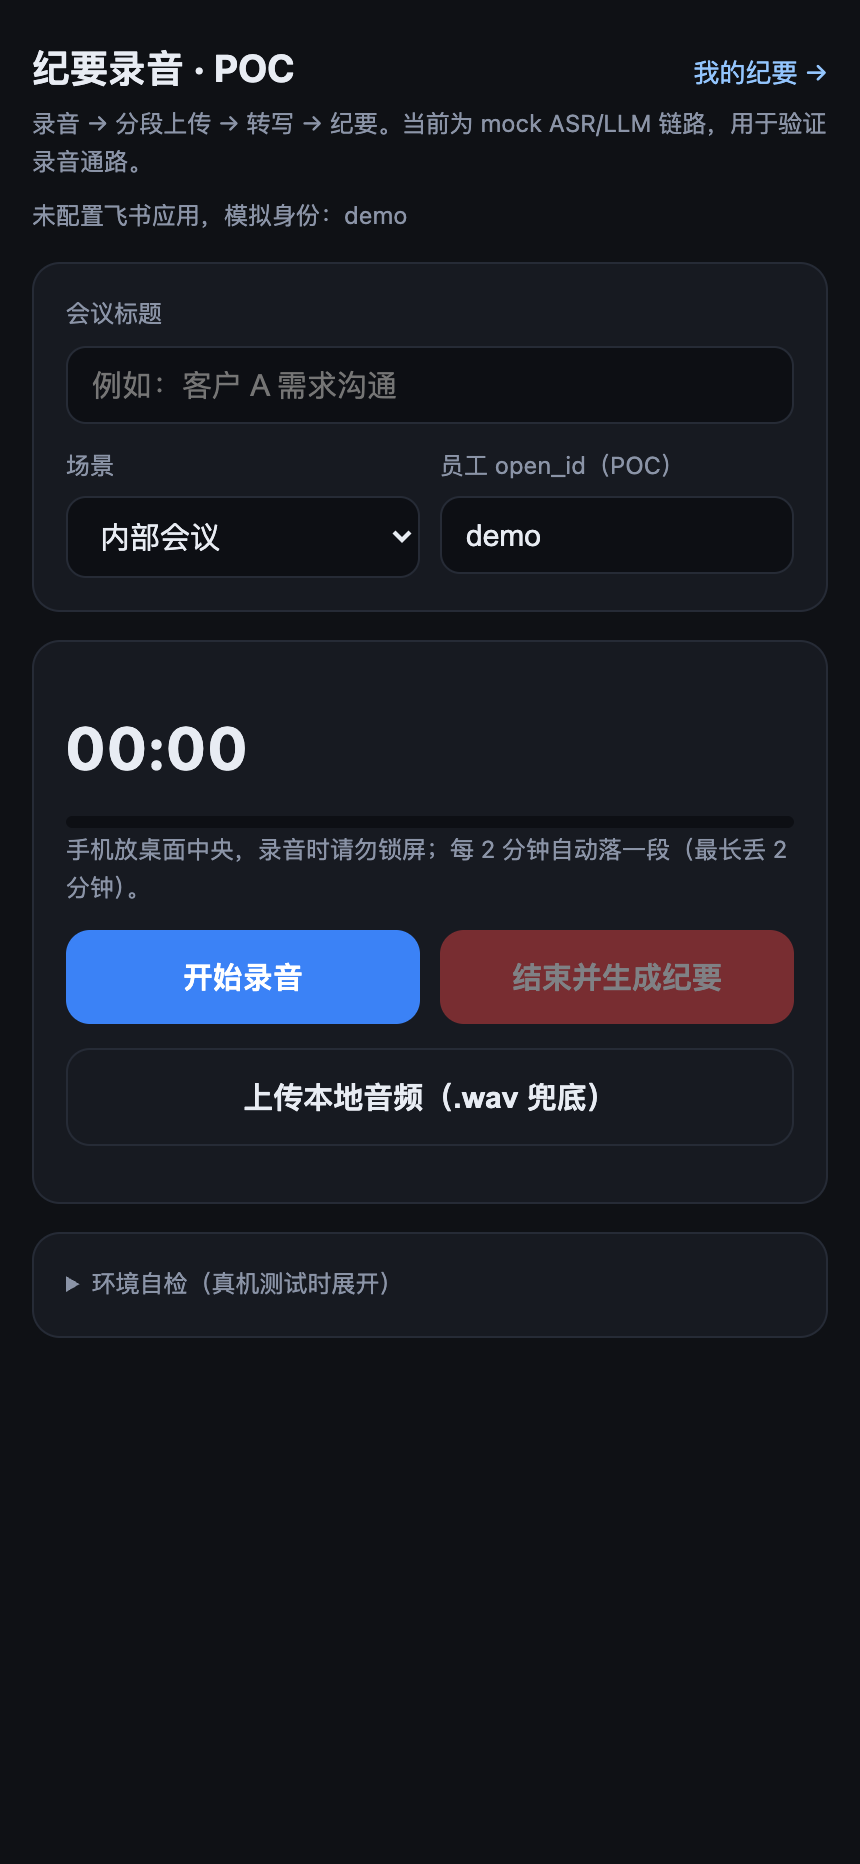 纪要录音 · POC
我的纪要 →
录音 → 分段上传 → 转写 → 纪要。当前为 mock ASR/LLM 链路，用于验证
录音通路。
未配置飞书应用，模拟身份：demo
会议标题
例如：客户 A 需求沟通
场景
员工 open_id（POC）
内部会议
demo
00:00
手机放桌面中央，录音时请勿锁屏；每 2 分钟自动落一段（最长丢 2
分钟）。
开始录音
结束并生成纪要
上传本地音频（.wav 兜底）
▶ 环境自检（真机测试时展开）